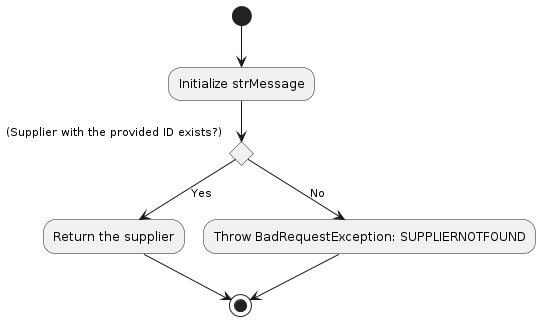 Initialize strMessage
(Supplier with the provided ID exists?)
Yes
No
Return the supplier
Throw BadRequestException: SUPPLIERNOTFOUND